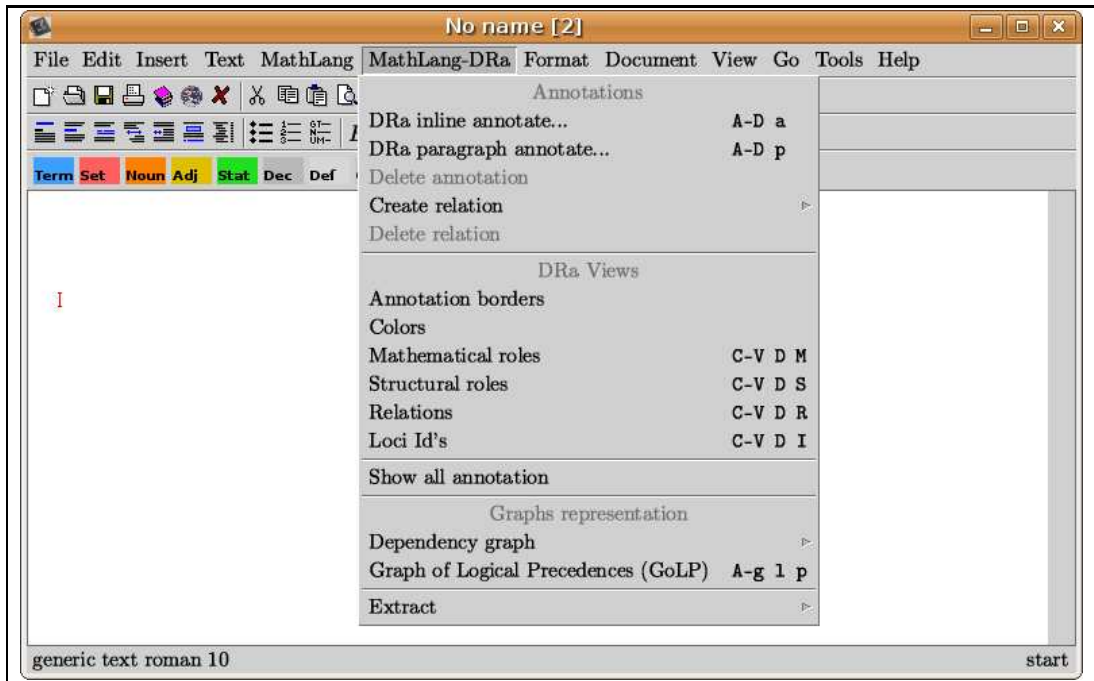 No name [2]
File Edit Insert Text MathLang MathLang-DRa Format Document View Go Tools Help
Annotations
DRa inline annotate... A-D a
DRa paragraph annotate... A-D p
Term Set Noun Adj Stat Dec Def
Delete annotation
Create relation
Delete relation
DRa Views
Annotation borders
Colors
Mathematical roles C-V D M
Structural roles C-V D S
Relations C-V D R
Loci Id's C-V D I
Show all annotation
Graphs representation
Dependency graph
Graph of Logical Precedences (GoLP) A-g l p
Extract
generic text roman 10 start